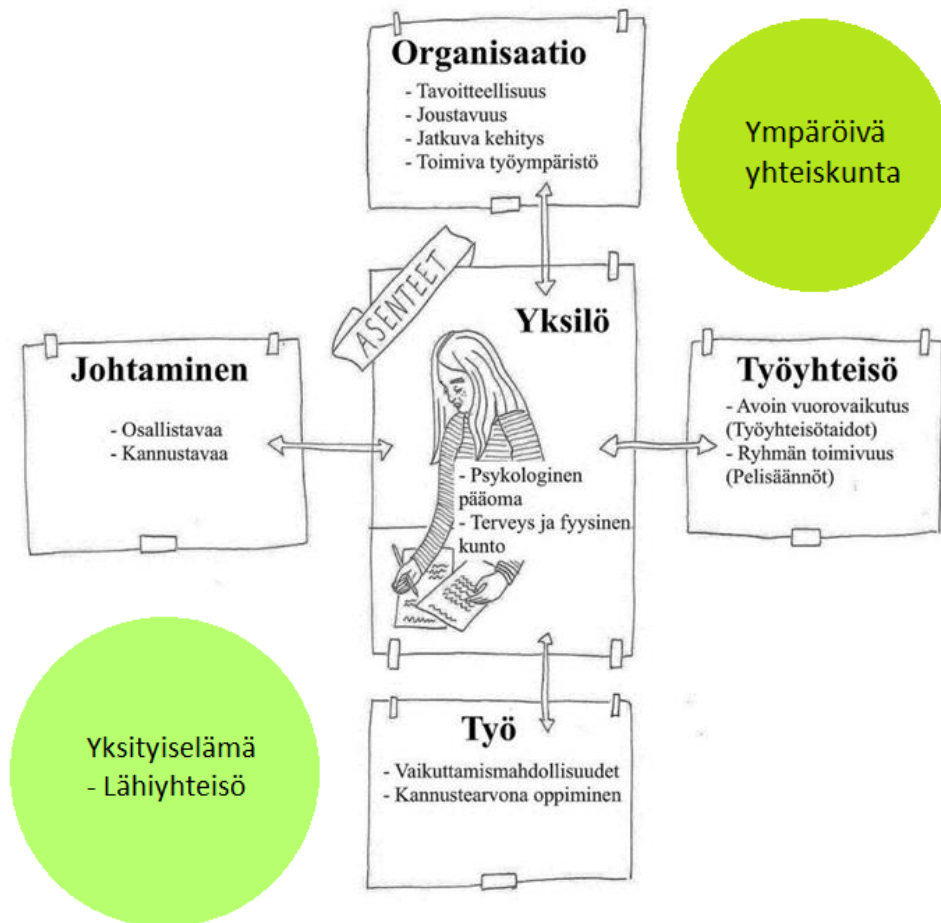 Organisaatio
- Tavoitteellisuus
- Joustavuus
- Jatkuva kehitys
- Toimiva työympäristö
Ympäröivä
yhteiskunta
ASENTEET
Yksilö
- Psykologinen
pääoma
- Terveys ja fyysinen
kunto
Johtaminen
- Osallistavaa
- Kannustavaa
Työyhteisö
- Avoin vuorovaikutus
(Työyhteisötaidot)
- Ryhmän toimivuus
(Pelisäännöt)
Yksityiselämä
- Lähiyhteisö
Työ
- Vaikuttamismahdollisuudet
- Kannustearvona oppiminen